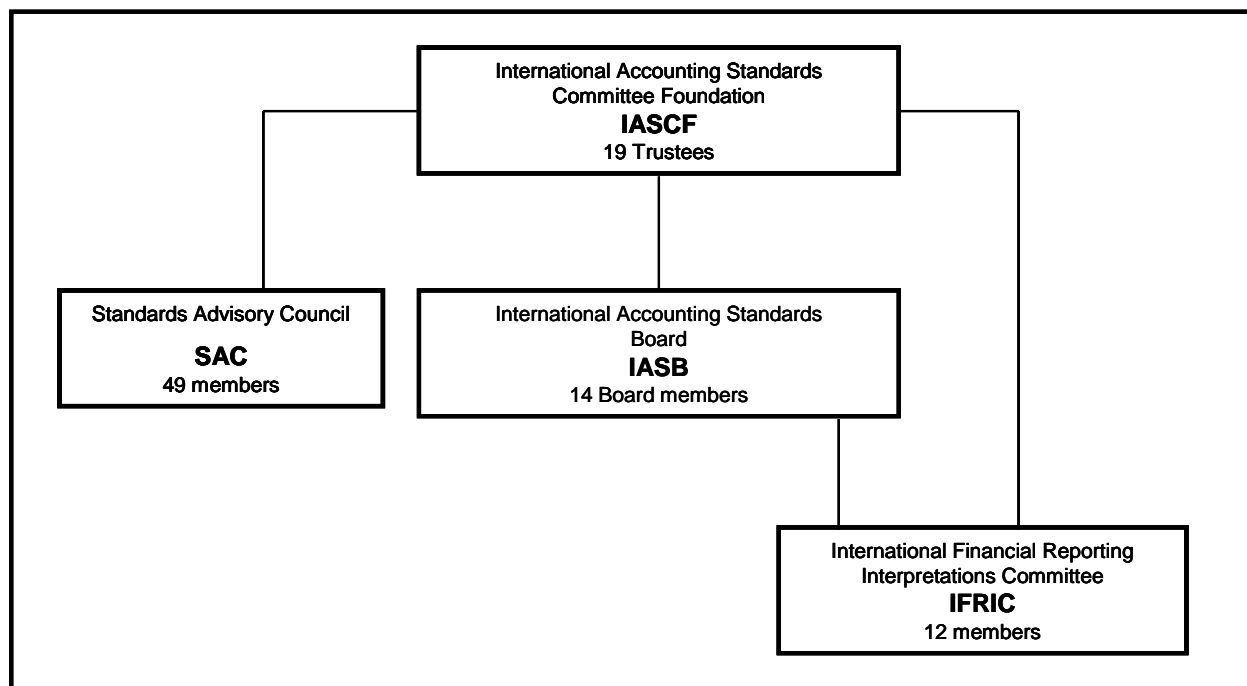 International Accounting Standards
Committee Foundation
IASCF
19 Trustees
Standards Advisory Council
SAC
49 members
International Accounting Standards
Board
IASB
14 Board members
International Financial Reporting
Interpretations Committee
IFRIC
12 members